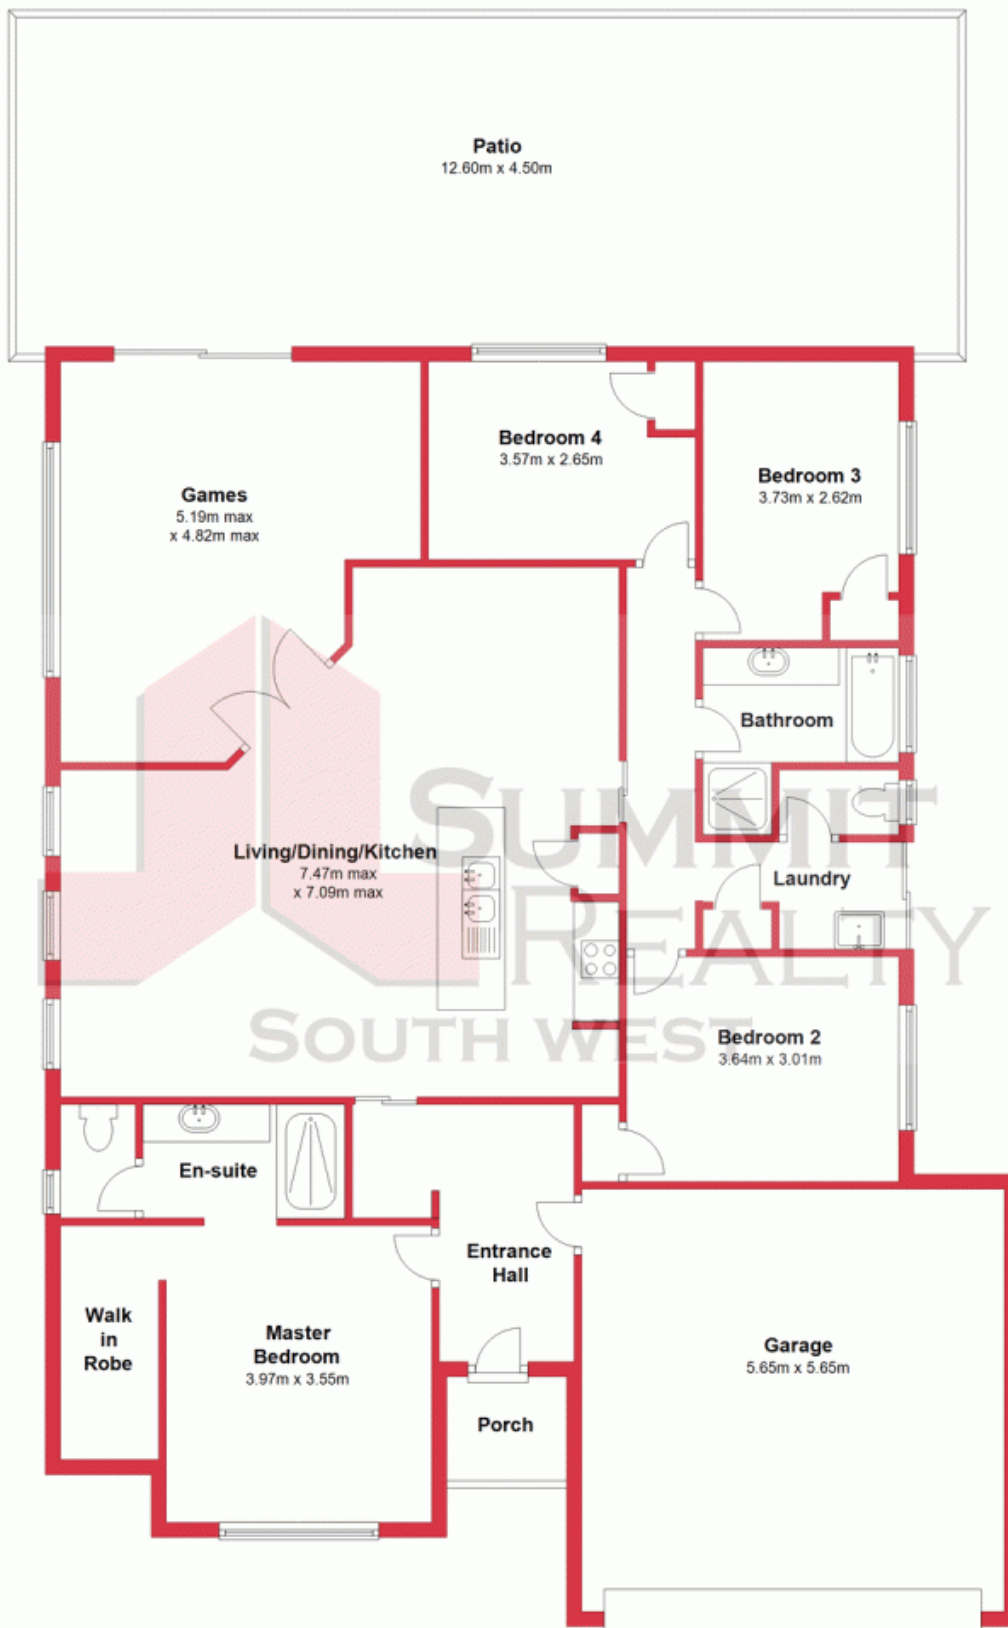 Patio
12.60m x 4.50m
Bedroom 4
3.57m x 2.65m
Bedroom 3
3.73m x 2.62m
Games
5.19m max
x 4.82m max
Bathroom
SUMMIT
Living/Dining/Kitchen
7.47m max
x 7.09m max
Laundry
REALTY
SOUTH WEST
Bedroom 2
3.64m x 3.01m
En-suite
Entrance
Hall
Walk
in
Robe
Master
Bedroom
3.97m x 3.55m
Garage
5.65m x 5.65m
Porch